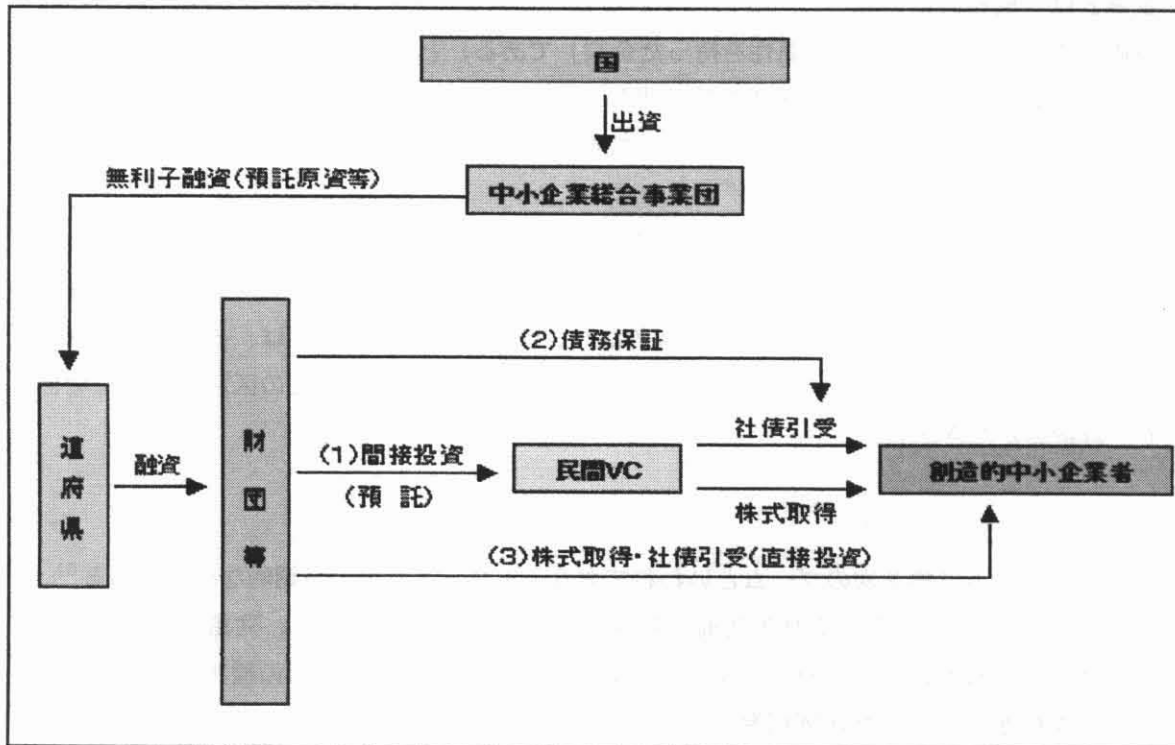 国
出資
無利子融資(預託原資等)
中小企業総合事業団
(2)債務保証
道府県
融資
財団等
(1)間接投資
(預 託)
民間VC
社債引受
株式取得
創造的中小企業者
(3)株式取得・社債引受(直接投資)